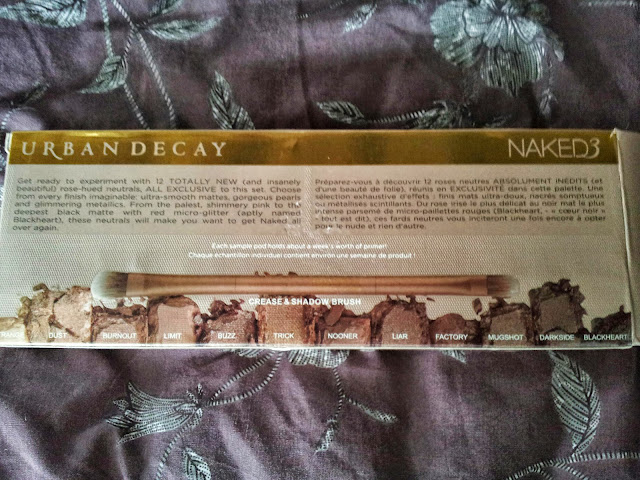 URBAN DECAY
NAKED3
Get ready to experiment with 12 TOTALLY NEW (and insanely
beautiful) rose-hued neutrals, ALL EXCLUSIVE to this set. Choose
from every finish imaginable: ultra-smooth mattes, gorgeous pearls
and glimmering metallics. From the palest, shimmery pink to the
deepest black matte with red micro-glitter (aptly named
Blackheart), these neutrals will make you want to get Naked all
over again.
Préparez-vous à découvrir 12 roses neutres ABSOLUMENT INÉDITS (et
d'une beauté de folie), réunis en EXCLUSIVITÉ dans cette palette. Une
sélection exhaustive d'effets : finis mats ultra-doux, nacrés somptueux
ou métalisés scintillants. Du rose irisé le plus délicat au noir mat le plus
intense parsemé de micro-paillettes rouges (Blackheart, - « cœur noir »
- tout est dit), ces fards neutres vous inciteront une fois encore à opter
pour le nude et rien d'autre.
Each sample pod holds about a week's worth of primer!
Chaque échantillon individuel contient environ une semaine de produit !
CREASE & SHADOW BRUSH
DUST BURNOUT LIMIT BUZZ TRICK NOONER LIAR FACTORY MUGSHOT DARKSIDE BLACKHEART